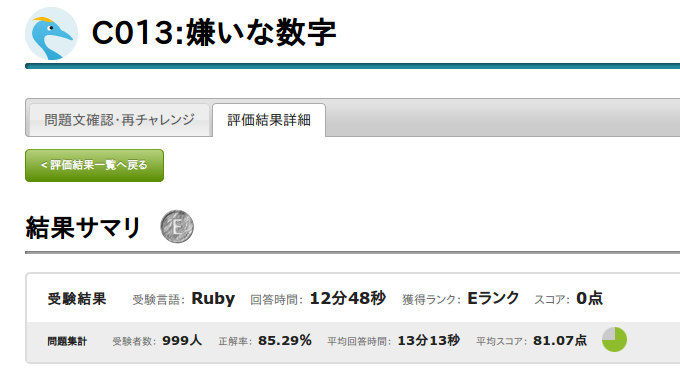 C013:嫌いな数字
問題文確認・再チャレンジ 評価結果詳細
< 評価結果一覧へ戻る
結果サマリ E
受験結果 受験言語: Ruby 回答時間: 12分48秒 獲得ランク: Eランク スコア: 0点
問題集計 受験者数: 999人 正解率: 85.29% 平均回答時間: 13分13秒 平均スコア: 81.07点